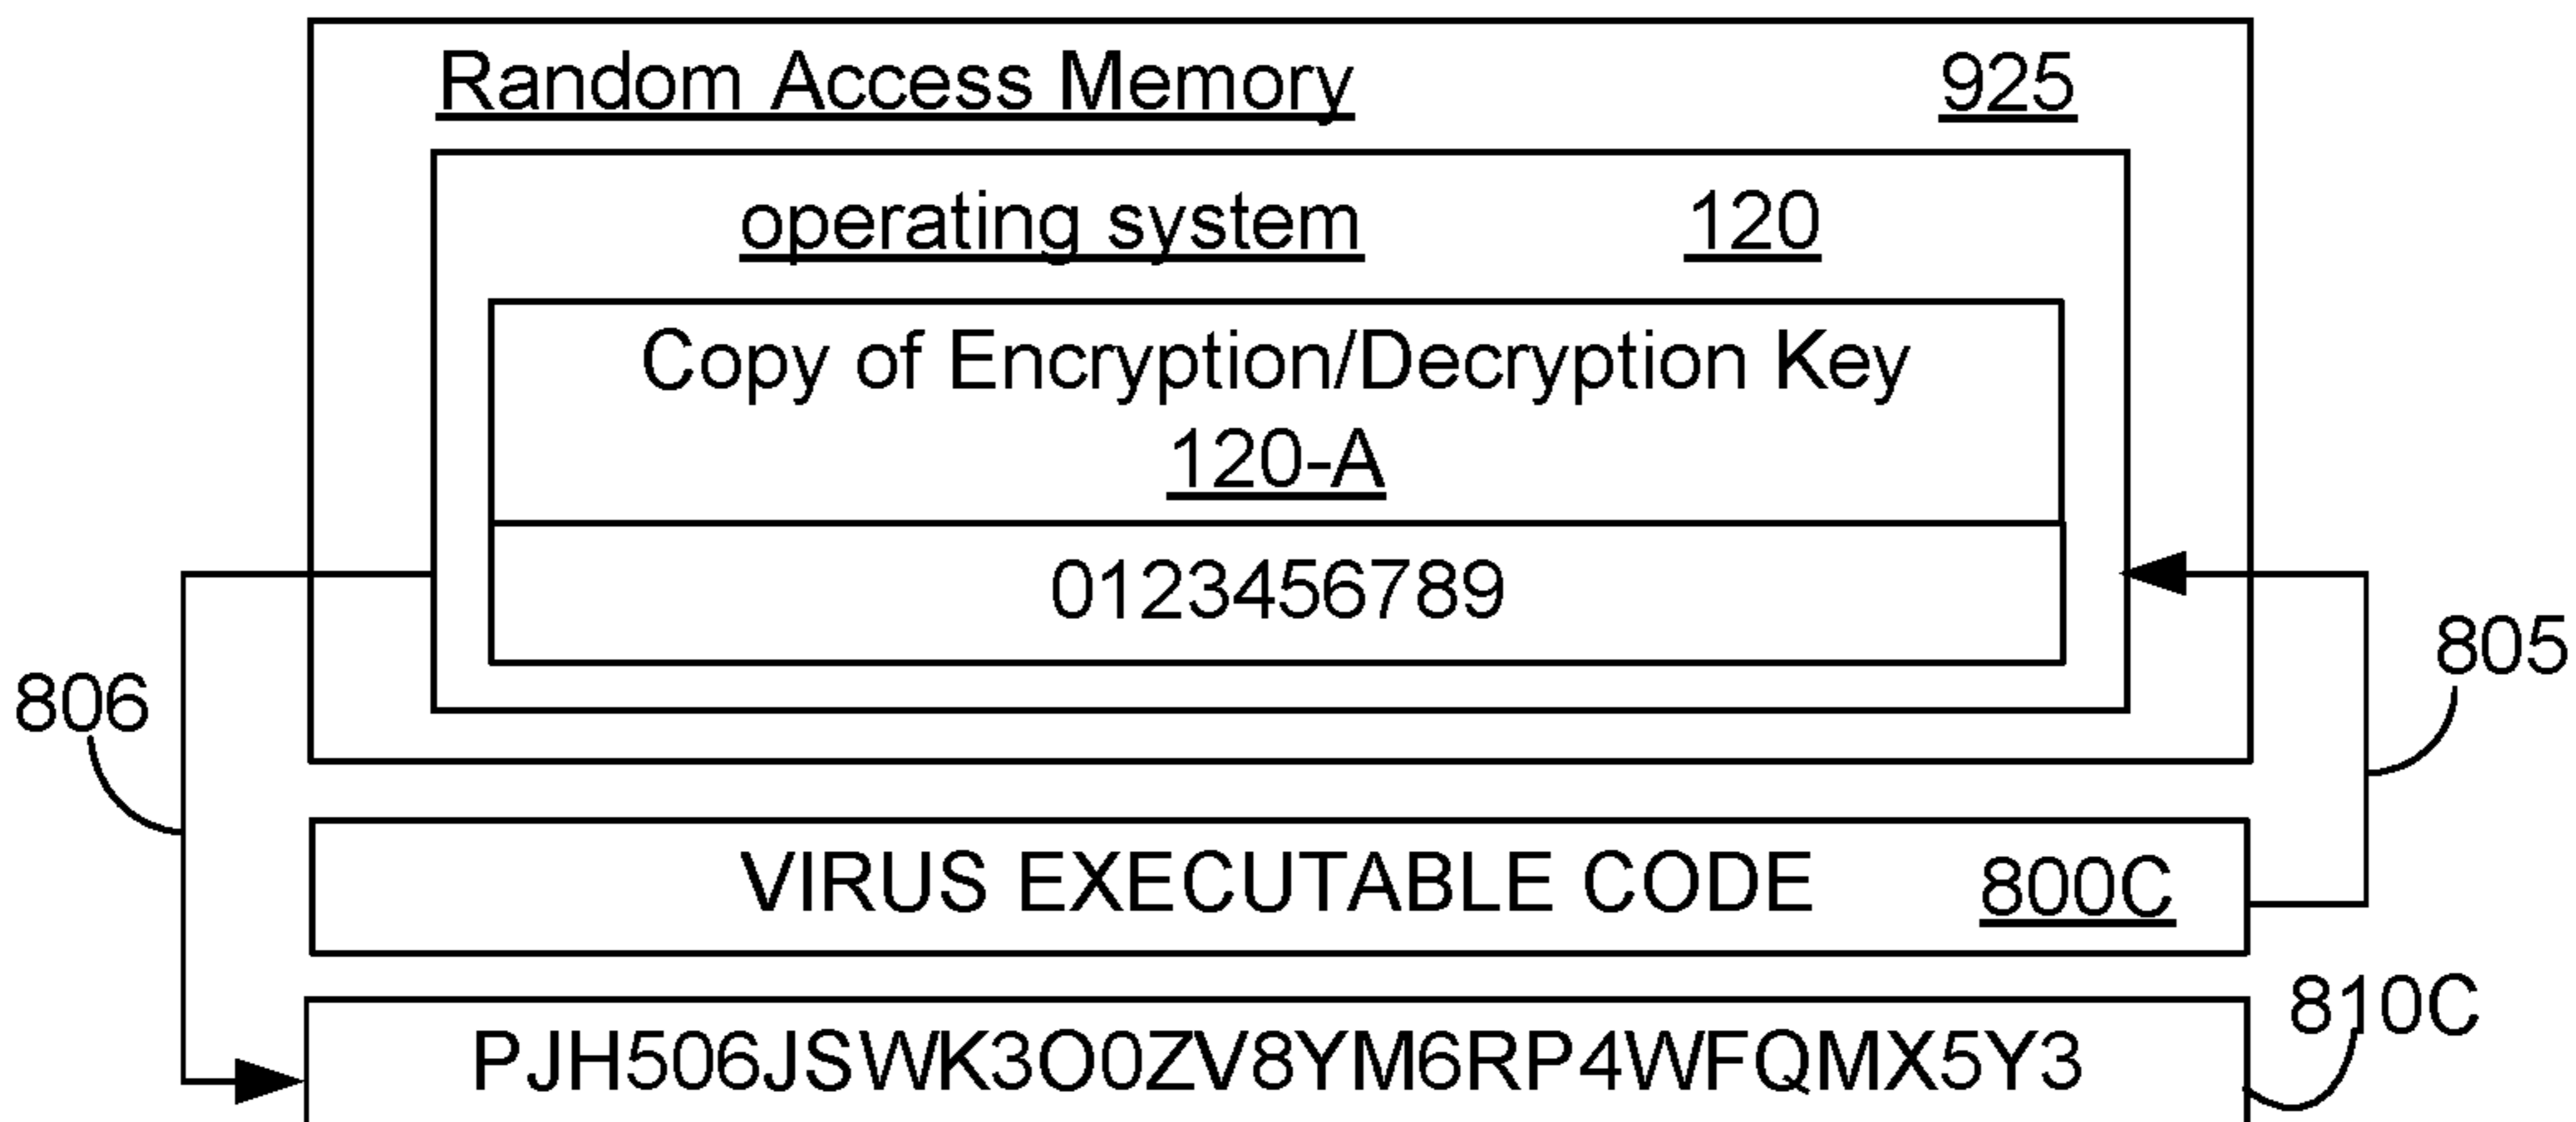 Random Access Memory 925
operating system 120
Copy of Encryption/Decryption Key
120-A
0123456789
805
806
VIRUS EXECUTABLE CODE 800C
810C
PJH506JSWK3O0ZV8YM6RP4WFQMX5Y3